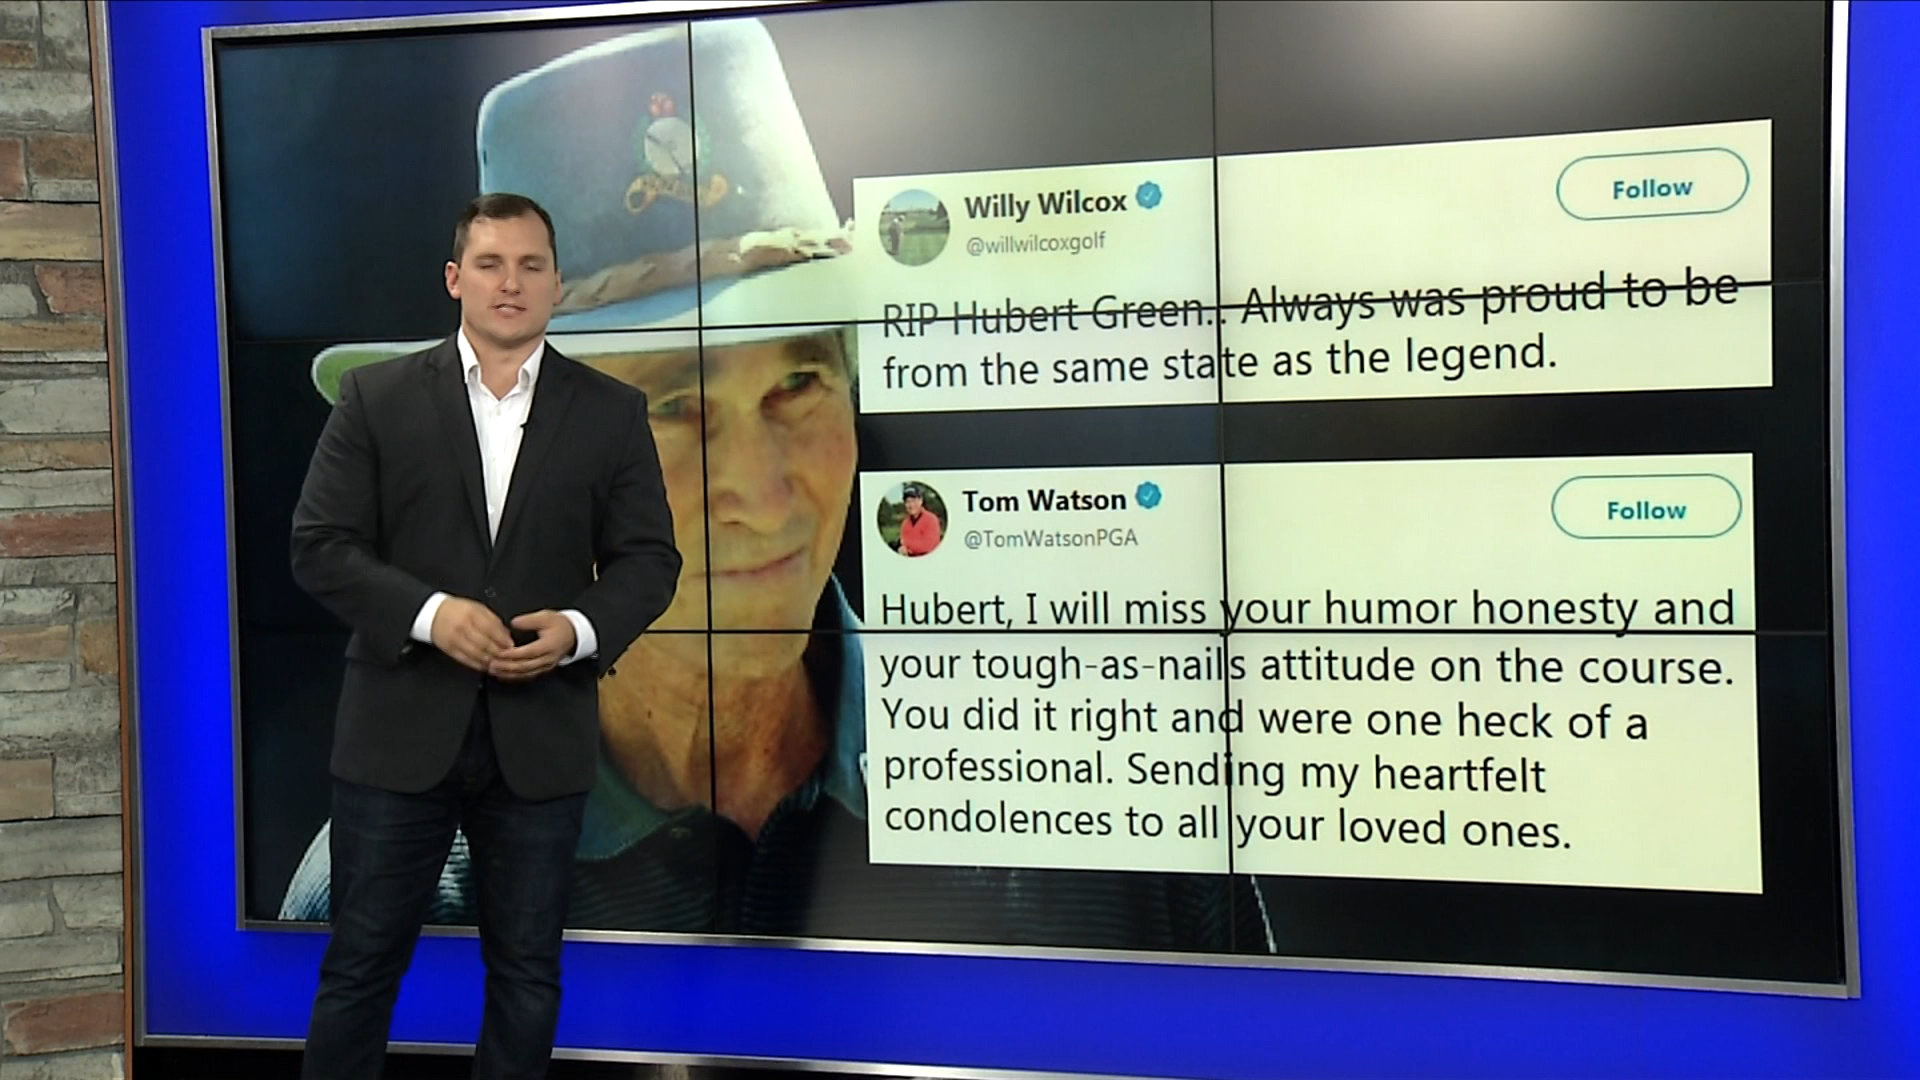 Willy Wilcox
@willwilcoxgolf
Follow
RIP Hubert Green.. Always was proud to be
from the same state as the legend.
Tom Watson
@TomWatsonPGA
Follow
Hubert, I will miss your humor honesty and
your tough-as-nails attitude on the course.
You did it right and were one heck of a
professional. Sending my heartfelt
condolences to all your loved ones.